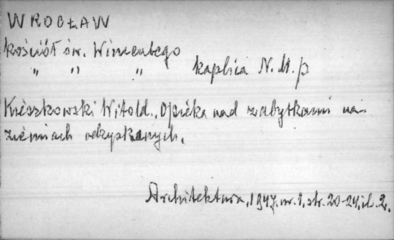 WROCŁAW
kościół św. Wincentego
" " " kaplica N.M.P
Kieszkowski Witold., Opieka nad zabytkami na
ziemiach odzyskanych.
Architektura, 1947. nr. 1, str. 20-24, il. 2.